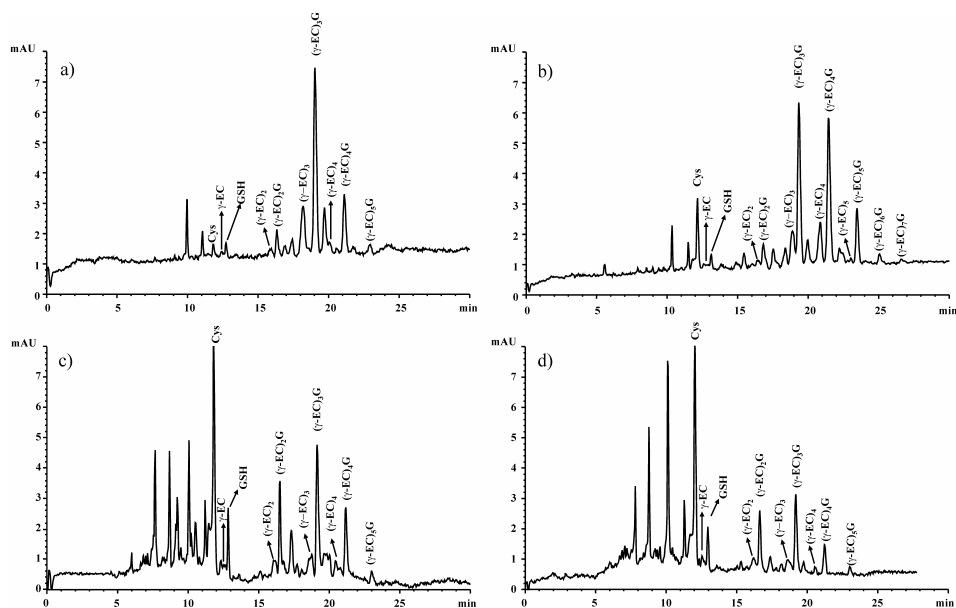 mAU
a)
7
6
5
4
3
2
1
0
0
5
10
15
20
25
min
Cys
γ-EC
GSH
(γ-EC)₂
(γ-EC)₂G
(γ-EC)₃
(γ-EC)₃G
(γ-EC)₄
(γ-EC)₄G
(γ-EC)₅G
mAU
b)
7
6
5
4
3
2
1
0
0
5
10
15
20
25
min
Cys
γ-EC
GSH
(γ-EC)₂
(γ-EC)₂G
(γ-EC)₃
(γ-EC)₃G
(γ-EC)₄
(γ-EC)₄G
(γ-EC)₅
(γ-EC)₅G
(γ-EC)₆G
(γ-EC)₇G
mAU
c)
7
6
5
4
3
2
1
0
0
5
10
15
20
25
min
Cys
γ-EC
GSH
(γ-EC)₂
(γ-EC)₂G
(γ-EC)₃
(γ-EC)₃G
(γ-EC)₄
(γ-EC)₄G
(γ-EC)₅G
mAU
d)
7
6
5
4
3
2
1
0
0
5
10
15
20
25
min
Cys
γ-EC
GSH
(γ-EC)₂
(γ-EC)₂G
(γ-EC)₃
(γ-EC)₃G
(γ-EC)₄
(γ-EC)₄G
(γ-EC)₅G